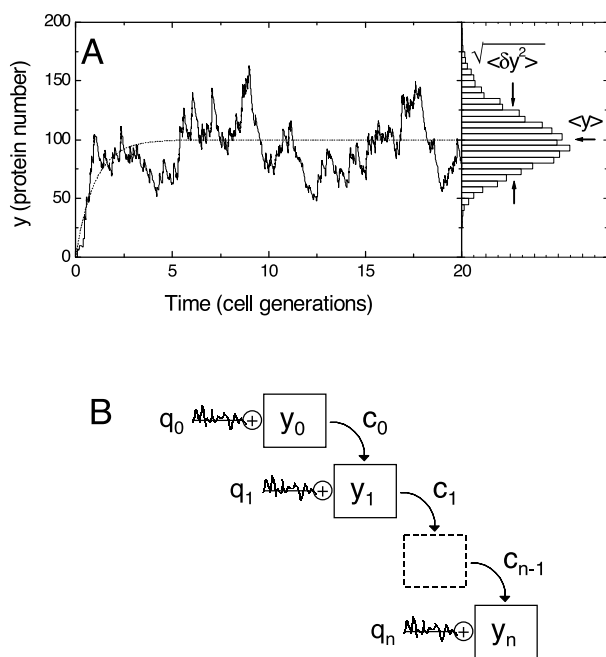 A
200
150
100
50
0
y (protein number)
√<δy²>
<y>
0
5
10
15
20
Time (cell generations)
B
q₀
+
y₀
c₀
q₁
+
y₁
c₁
cₙ₋₁
qₙ
+
yₙ